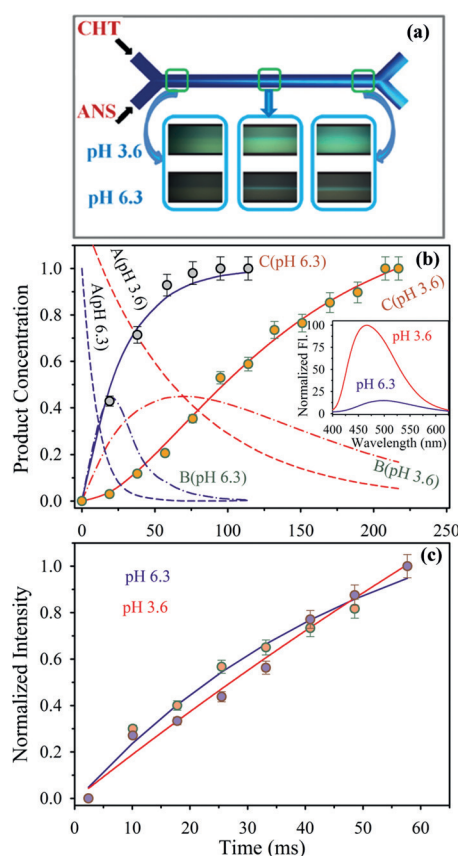 (a)
CHT
ANS
pH 3.6
pH 6.3
(b)
Product Concentration
1.0
0.8
0.6
0.4
0.2
0.0
A(pH 6.3)
A(pH 3.6)
C(pH 6.3)
C(pH 3.6)
B(pH 6.3)
B(pH 3.6)
Normalized Fl.
100
75
50
25
0
pH 3.6
pH 6.3
400 450 500 550 600
Wavelength (nm)
0 50 100 150 200 250
(c)
pH 6.3
pH 3.6
Normalized Intensity
1.0
0.8
0.6
0.4
0.2
0.0
0 10 20 30 40 50 60
Time (ms)